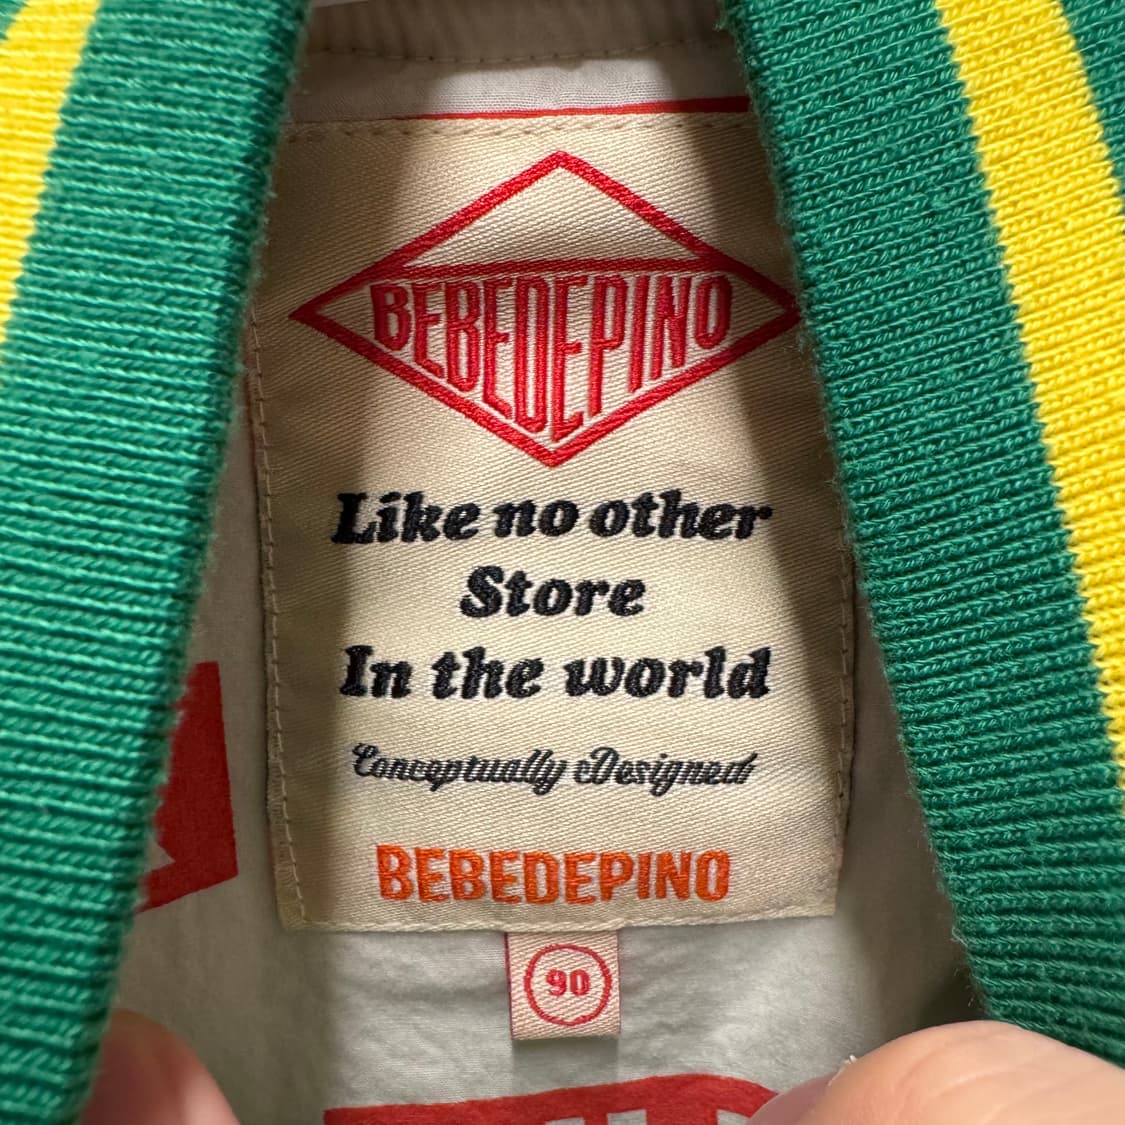 BEBEDEPINO
Like no other
Store
In the world
Conceptually Designed
BEBEDEPINO
90